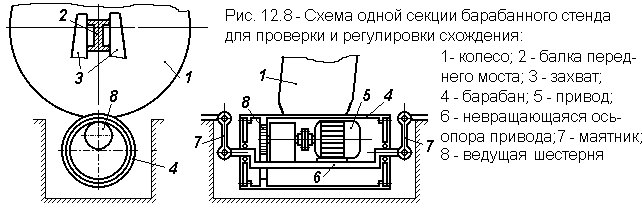 Рис. 12.8 - Схема одной секции барабанного стенда
для проверки и регулировки схождения:
1- колесо; 2 - балка перед-
него моста; 3 - захват;
4 - барабан; 5 - привод;
6 - невращающаяся ось-
опора привода; 7 - маятник;
8 - ведущая шестерня
2
3
1
8
4
1
8
5
4
7
7
6